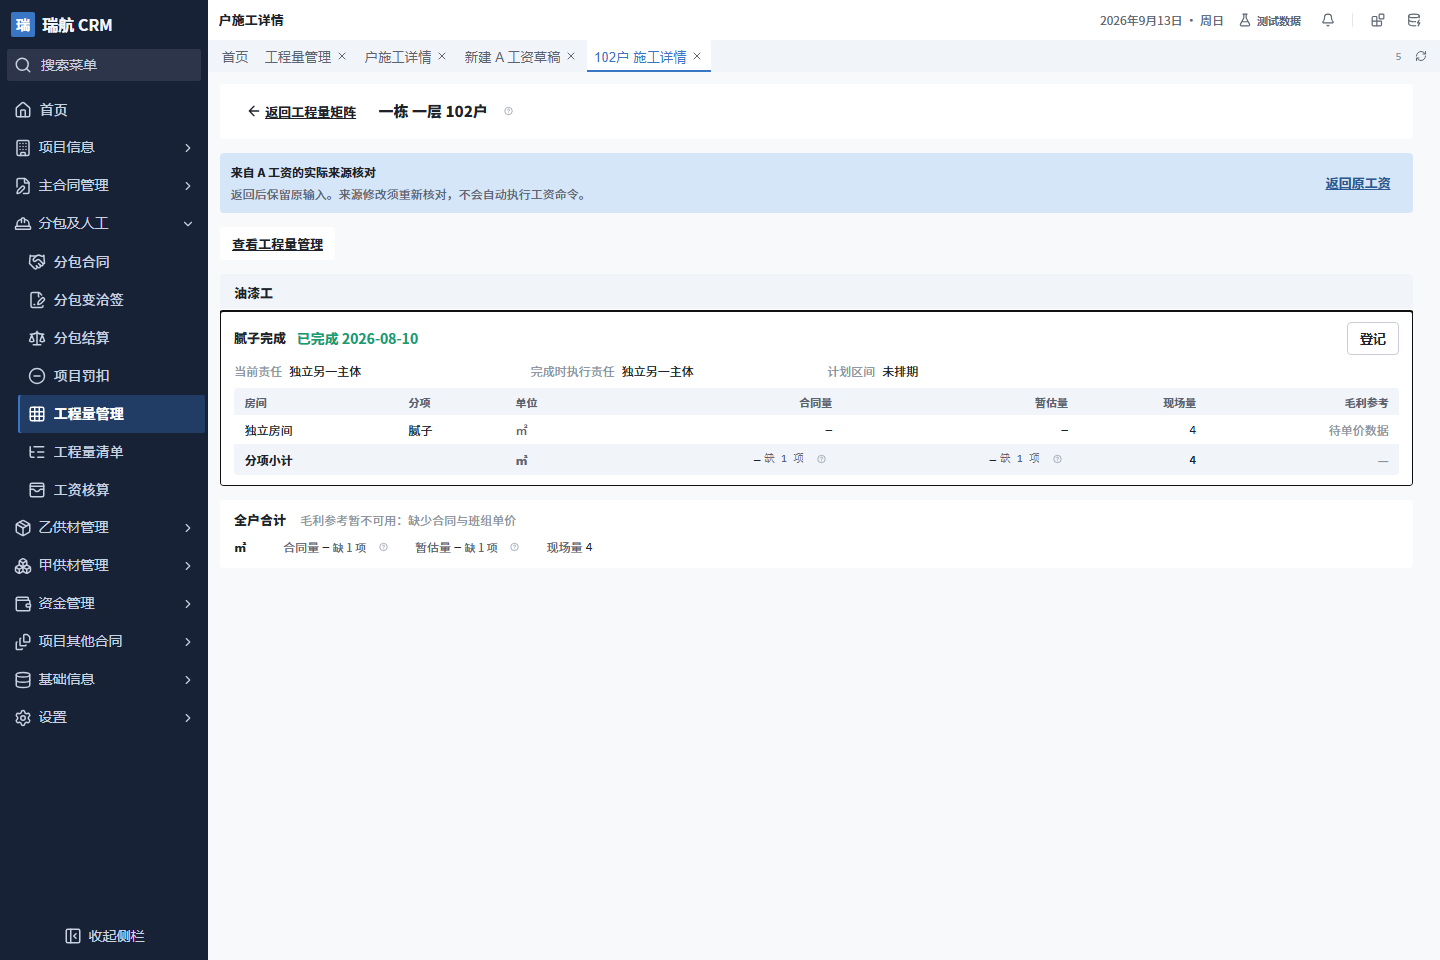 瑞 瑞航 CRM
搜索菜单
首页
项目信息
主合同管理
分包及人工
分包合同
分包变洽签
分包结算
项目罚扣
工程量管理
工程量清单
工资核算
乙供材管理
甲供材管理
资金管理
项目其他合同
基础信息
设置
收起侧栏
户施工详情
2026年9月13日 • 周日 测试数据
首页 工程量管理 户施工详情 新建 A 工资草稿 102户 施工详情 5
返回工程量矩阵 一栋 一层 102户
来自 A 工资的实际来源核对
返回后保留原输入。来源修改须重新核对，不会自动执行工资命令。
返回原工资
查看工程量管理
油漆工
腻子完成 已完成 2026-08-10 登记
当前责任 独立另一主体 完成时执行责任 独立另一主体 计划区间 未排期
房间 分项 单位 合同量 暂估量 现场量 毛利参考
独立房间 腻子 ㎡ – – 4 待单价数据
分项小计 ㎡ – 缺 1 项 – 缺 1 项 4 —
全户合计 毛利参考暂不可用：缺少合同与班组单价
㎡ 合同量 – 缺 1 项 暂估量 – 缺 1 项 现场量 4